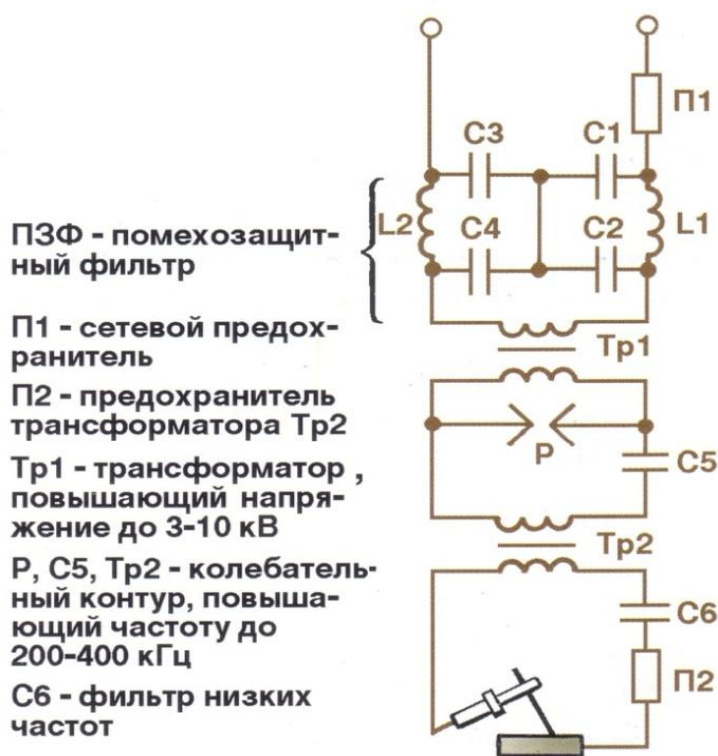 П1
С3
С1
L2
С4
С2
L1
ПЗФ - помехозащит-
ный фильтр
П1 - сетевой предох-
ранитель
Тр1
П2 - предохранитель
трансформатора Тр2
Р
С5
Тр1 - трансформатор ,
повышающий напря-
жение до 3-10 кВ
Тр2
Р, С5, Тр2 - колебатель-
ный контур, повыша-
ющий частоту до
200-400 кГц
С6
П2
С6 - фильтр низких
частот